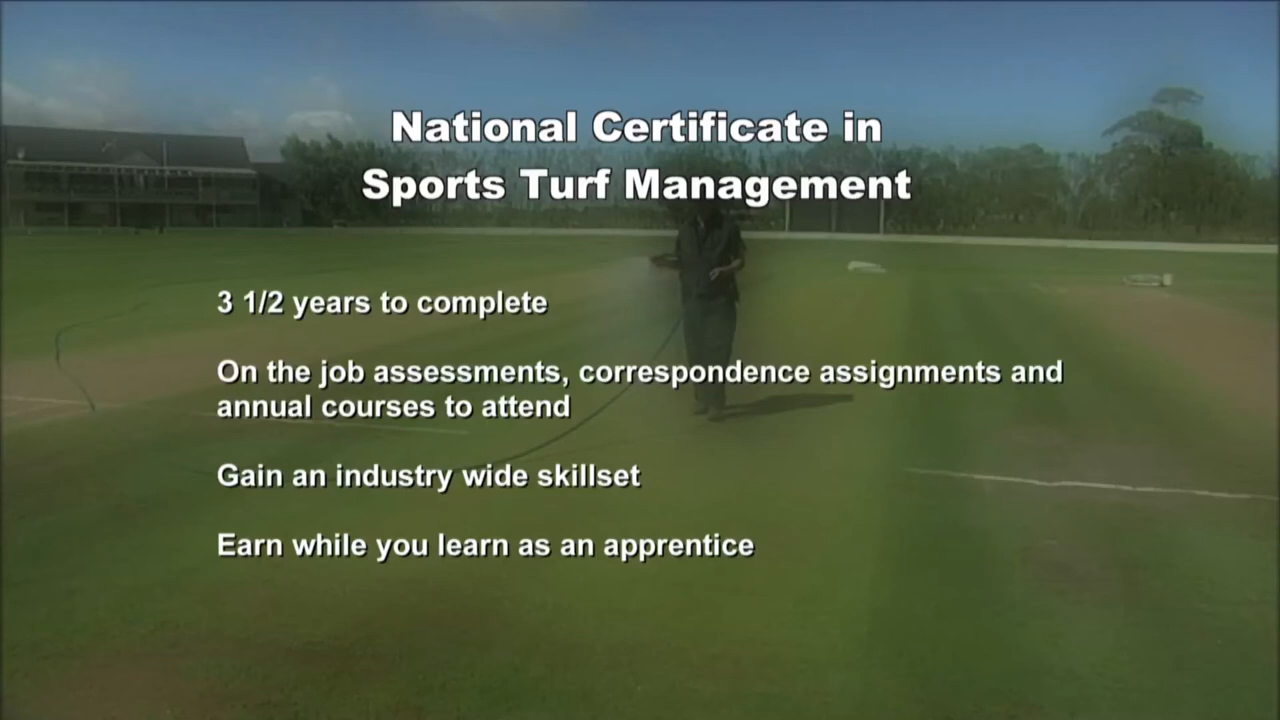 National Certificate in
Sports Turf Management
3 1/2 years to complete
On the job assessments, correspondence assignments and
annual courses to attend
Gain an industry wide skillset
Earn while you learn as an apprentice